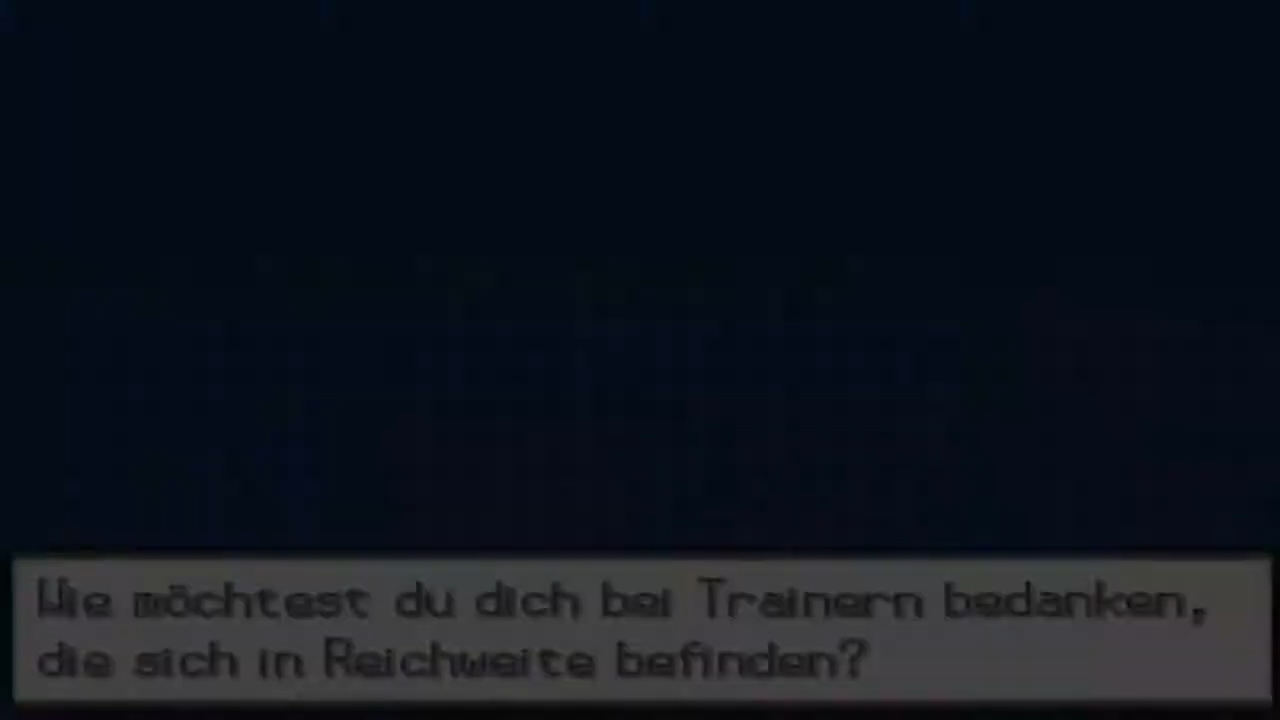 Wie möchtest du dich bei Trainern bedanken,
die sich in Reichweite befinden?